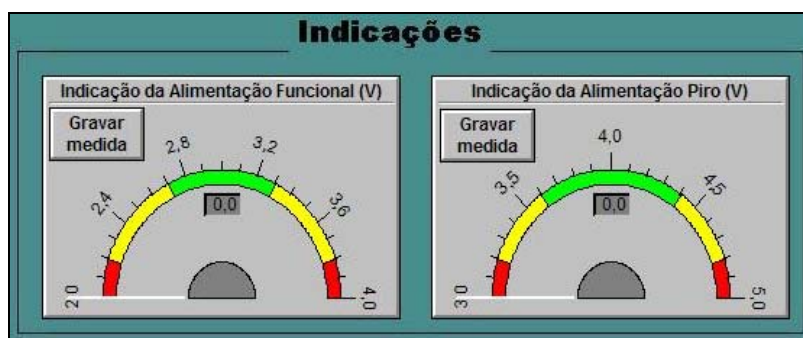 Indicações
Indicação da Alimentação Funcional (V)
Gravar
medida
2,0
2,4
2,8
3,2
3,6
4,0
0,0
Indicação da Alimentação Piro (V)
Gravar
medida
3,0
3,5
4,0
4,5
5,0
0,0